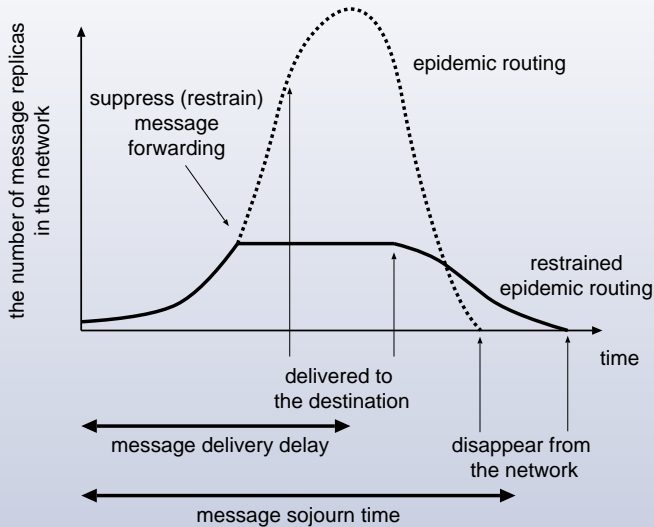 the number of message replicas
in the network
epidemic routing
suppress (restrain)
message
forwarding
restrained
epidemic routing
time
delivered to
the destination
message delivery delay
disappear from
the network
message sojourn time